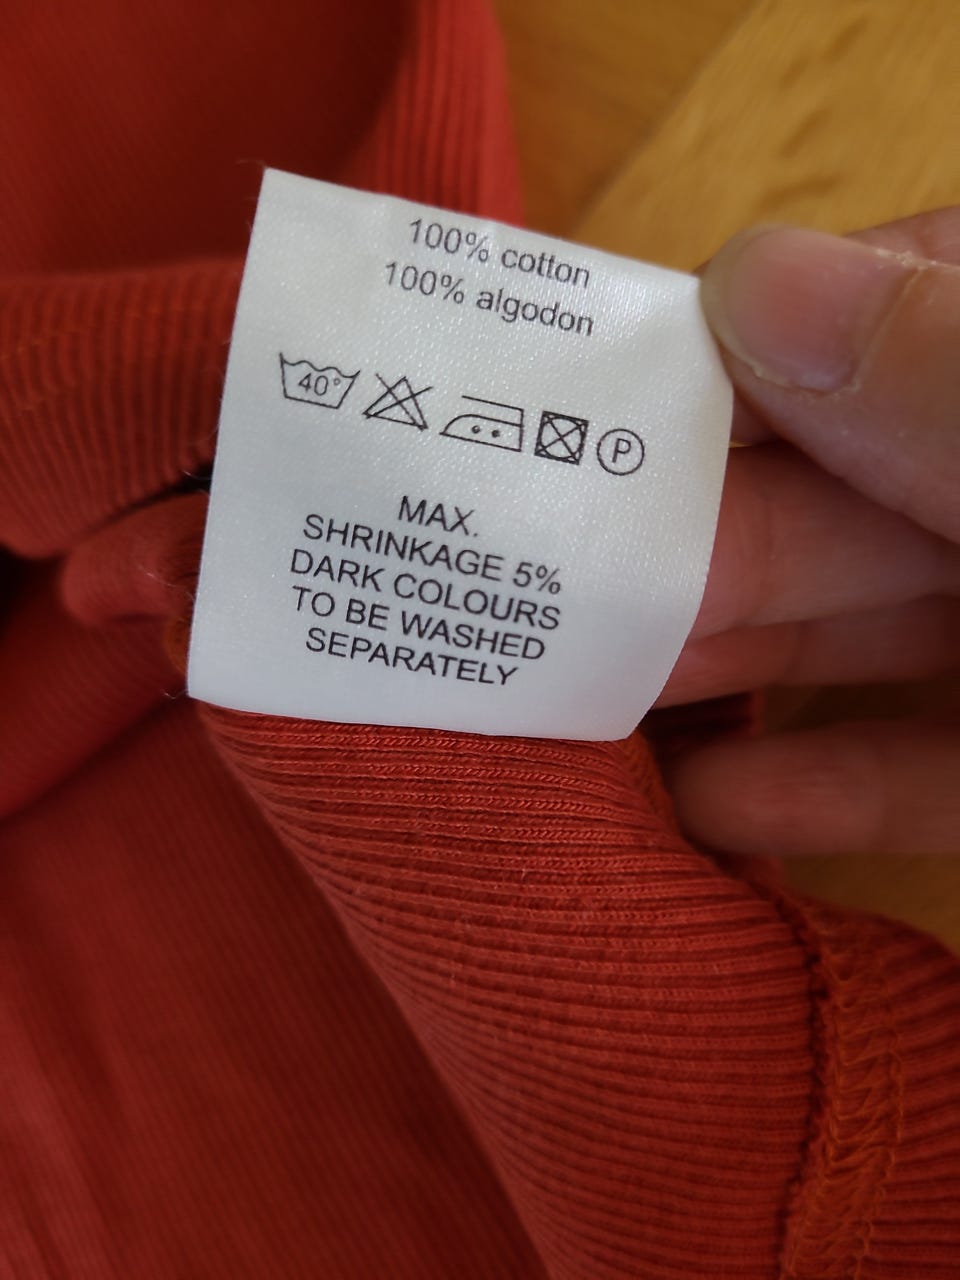 100% cotton
100% algodon
40°
P
MAX.
SHRINKAGE 5%
DARK COLOURS
TO BE WASHED
SEPARATELY